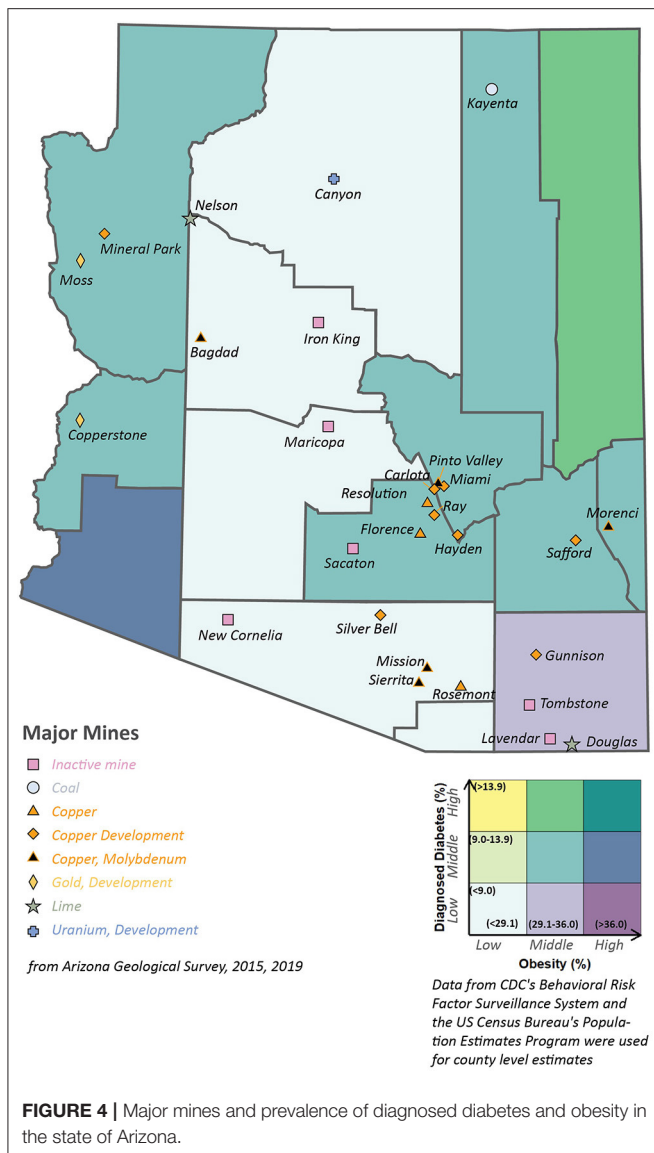 Kayenta
Canyon
Nelson
Mineral Park
Moss
Iron King
Bagdad
Copperstone
Maricopa
Pinto Valley
Carlota
Miami
Resolution
Ray
Morenci
Florence
Hayden
Safford
Sacaton
New Cornelia
Silver Bell
Mission
Gunnison
Sierrita
Rosemont
Tombstone
Lavendar
Douglas
Major Mines
Inactive mine
Coal
Copper
Copper Development
Copper, Molybdenum
Gold, Development
Lime
Uranium, Development
from Arizona Geological Survey, 2015, 2019
Diagnosed Diabetes (%)
High
Middle
Low
(>13.9)
(9.0-13.9)
(<9.0)
(<29.1)
(29.1-36.0)
(>36.0)
Low
Middle
High
Obesity (%)
Data from CDC's Behavioral Risk
Factor Surveillance System and
the US Census Bureau's Popula-
tion Estimates Program were used
for county level estimates
FIGURE 4 | Major mines and prevalence of diagnosed diabetes and obesity in
the state of Arizona.